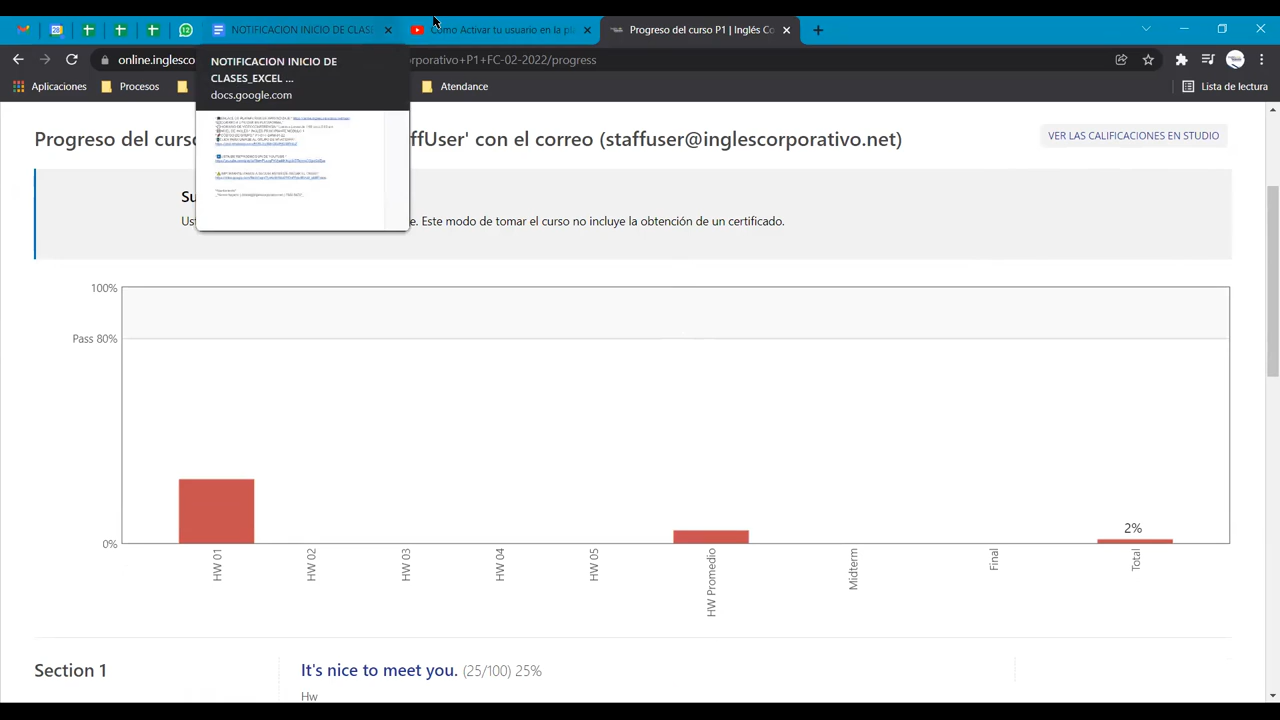 28
NOTIFICACION INICIO DE CLASE
Cómo Activar tu usuario en la pla
Progreso del curso P1 | Inglés Co
online.inglesco
orporativo+P1+FC-02-2022/progress
Aplicaciones
Procesos
Atendance
Lista de lectura
NOTIFICACION INICIO DE
CLASES_EXCEL ...
docs.google.com
Progreso del curs
ffUser' con el correo (staffuser@inglescorporativo.net)
VER LAS CALIFICACIONES EN STUDIO
Su
Ust
e. Este modo de tomar el curso no incluye la obtención de un certificado.
100%
Pass 80%
0%
2%
HW 01
HW 02
HW 03
HW 04
HW 05
HW Promedio
Midterm
Final
Total
Section 1
It's nice to meet you. (25/100) 25%
Hw